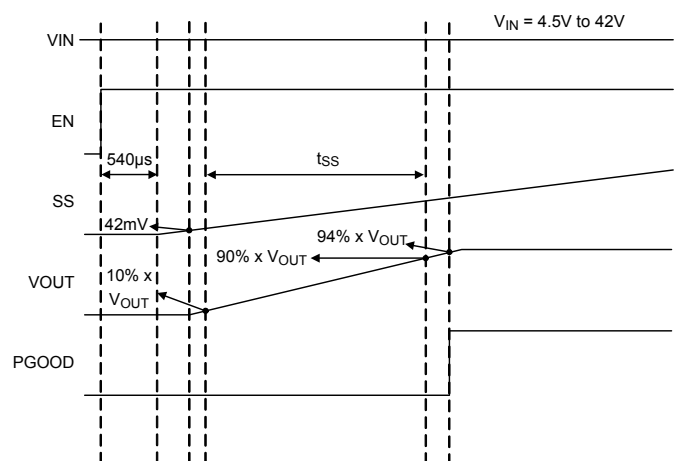 V_IN = 4.5V to 42V
VIN
EN
540µs
t_SS
SS
42mV
94% x V_OUT
90% x V_OUT
10% x
V_OUT
VOUT
PGOOD